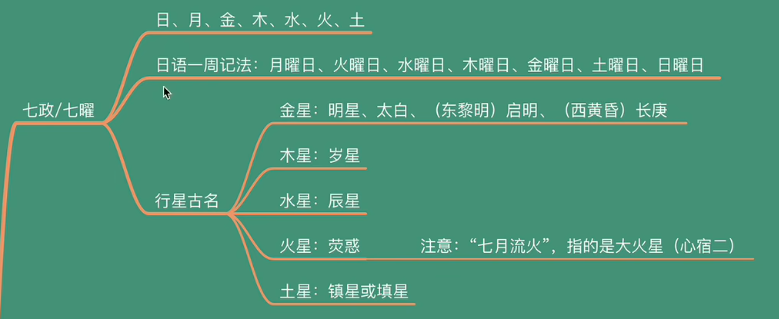 日、月、金、木、水、火、土
日语一周记法：月曜日、火曜日、水曜日、木曜日、金曜日、土曜日、日曜日
七政/七曜
金星：明星、太白、（东黎明）启明、（西黄昏）长庚
木星：岁星
行星古名
水星：辰星
火星：荧惑
注意：“七月流火”，指的是大火星（心宿二）
土星：镇星或填星